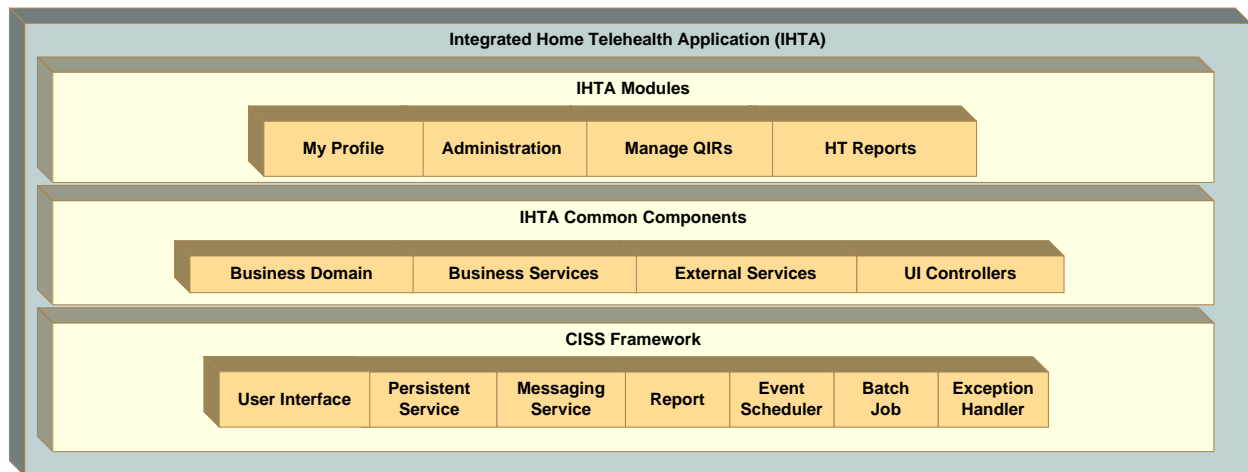 Integrated Home Telehealth Application (IHTA)
IHTA Modules
My Profile
Administration
Manage QIRs
HT Reports
IHTA Common Components
Business Domain
Business Services
External Services
UI Controllers
CISS Framework
User Interface
Persistent
Service
Messaging
Service
Report
Event
Scheduler
Batch
Job
Exception
Handler